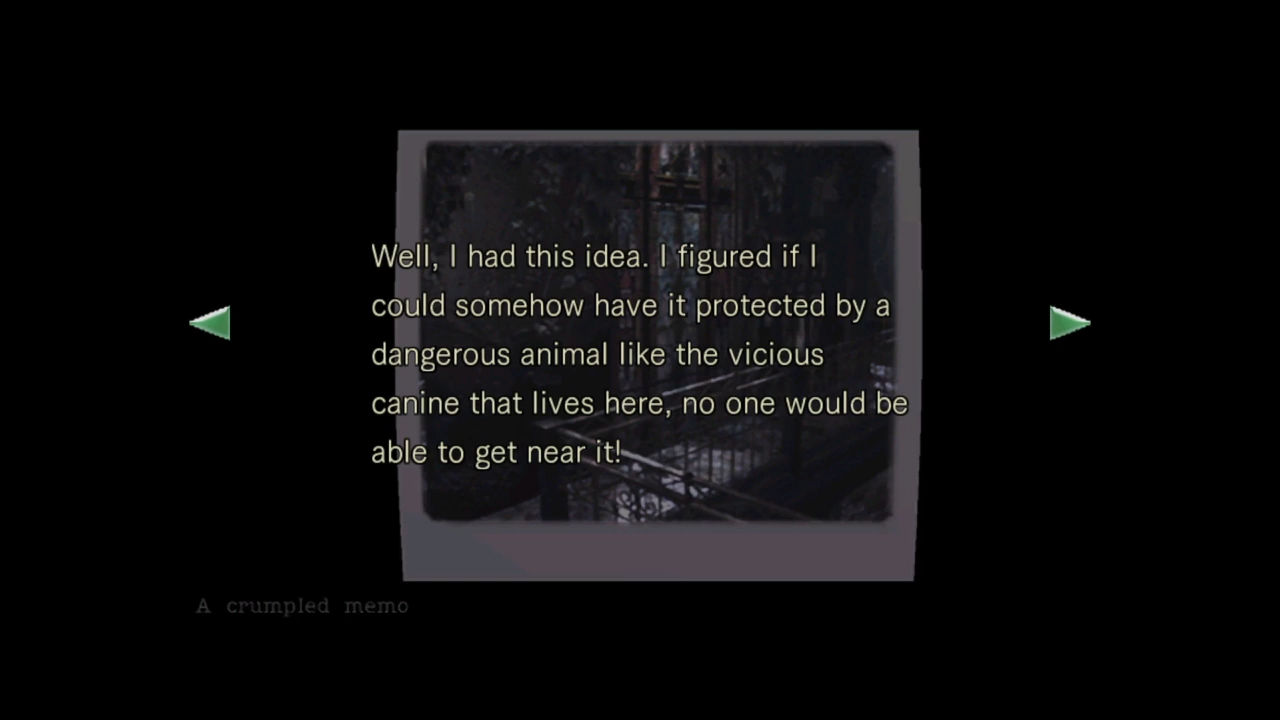 Well, I had this idea. I figured if I
could somehow have it protected by a
dangerous animal like the vicious
canine that lives here, no one would be
able to get near it!
A crumpled memo